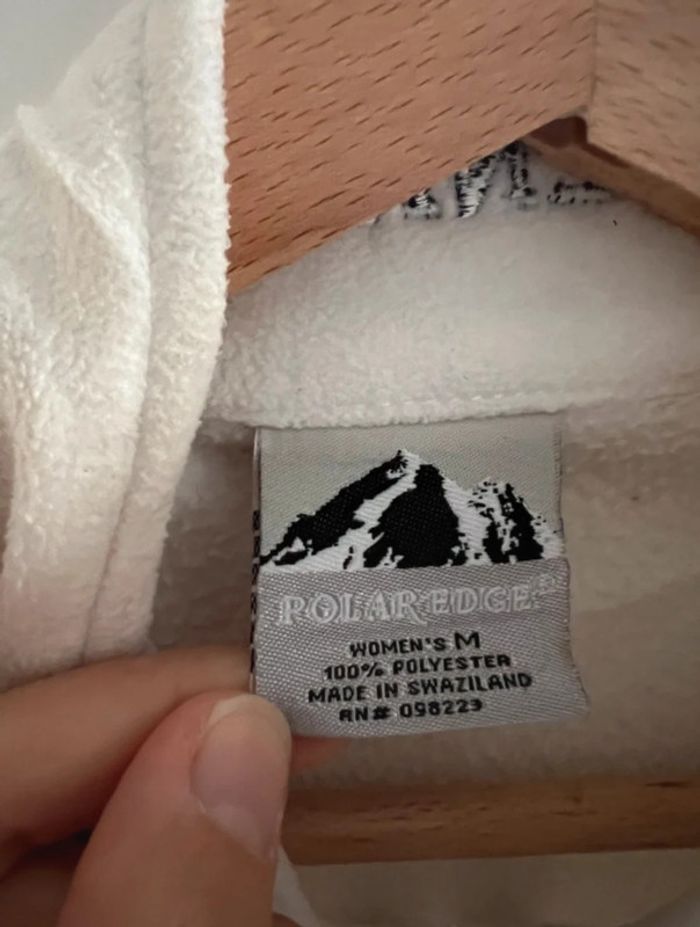 POLAR EDGE®
WOMEN'S M
100% POLYESTER
MADE IN SWAZILAND
RN# 098223